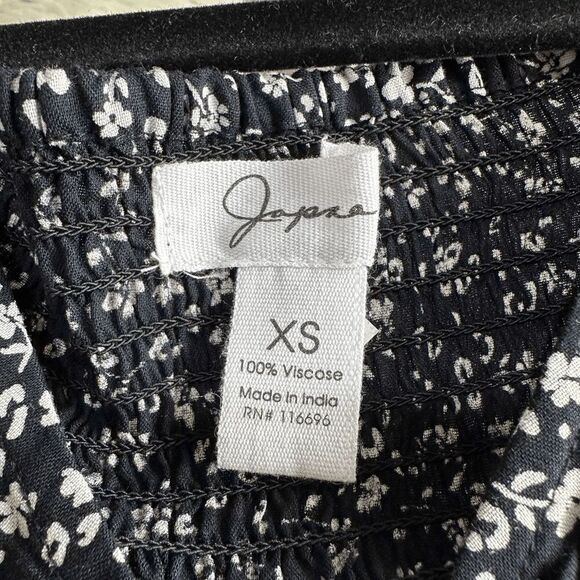 Japna
XS
100% Viscose
Made in India
RN# 116696